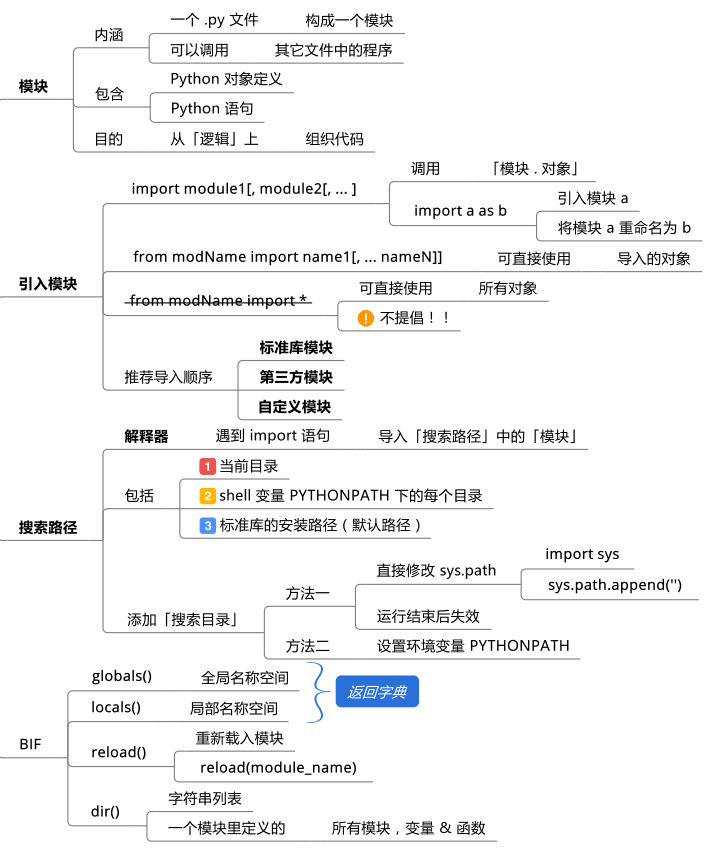 模块
内涵
一个 .py 文件 构成一个模块
可以调用 其它文件中的程序
包含
Python 对象定义
Python 语句
目的 从「逻辑」上 组织代码
引入模块
import module1[, module2[, ... ]
调用 「模块 . 对象」
import a as b
引入模块 a
将模块 a 重命名为 b
from modName import name1[, ... nameN]] 可直接使用 导入的对象
from modName import *
可直接使用 所有对象
! 不提倡！！
推荐导入顺序
标准库模块
第三方模块
自定义模块
搜索路径
解释器 遇到 import 语句 导入「搜索路径」中的「模块」
包括
1 当前目录
2 shell 变量 PYTHONPATH 下的每个目录
3 标准库的安装路径（默认路径）
添加「搜索目录」
方法一
直接修改 sys.path
import sys
sys.path.append('')
运行结束后失效
方法二 设置环境变量 PYTHONPATH
BIF
globals() 全局名称空间
locals() 局部名称空间
返回字典
reload()
重新载入模块
reload(module_name)
dir()
字符串列表
一个模块里定义的 所有模块，变量 & 函数